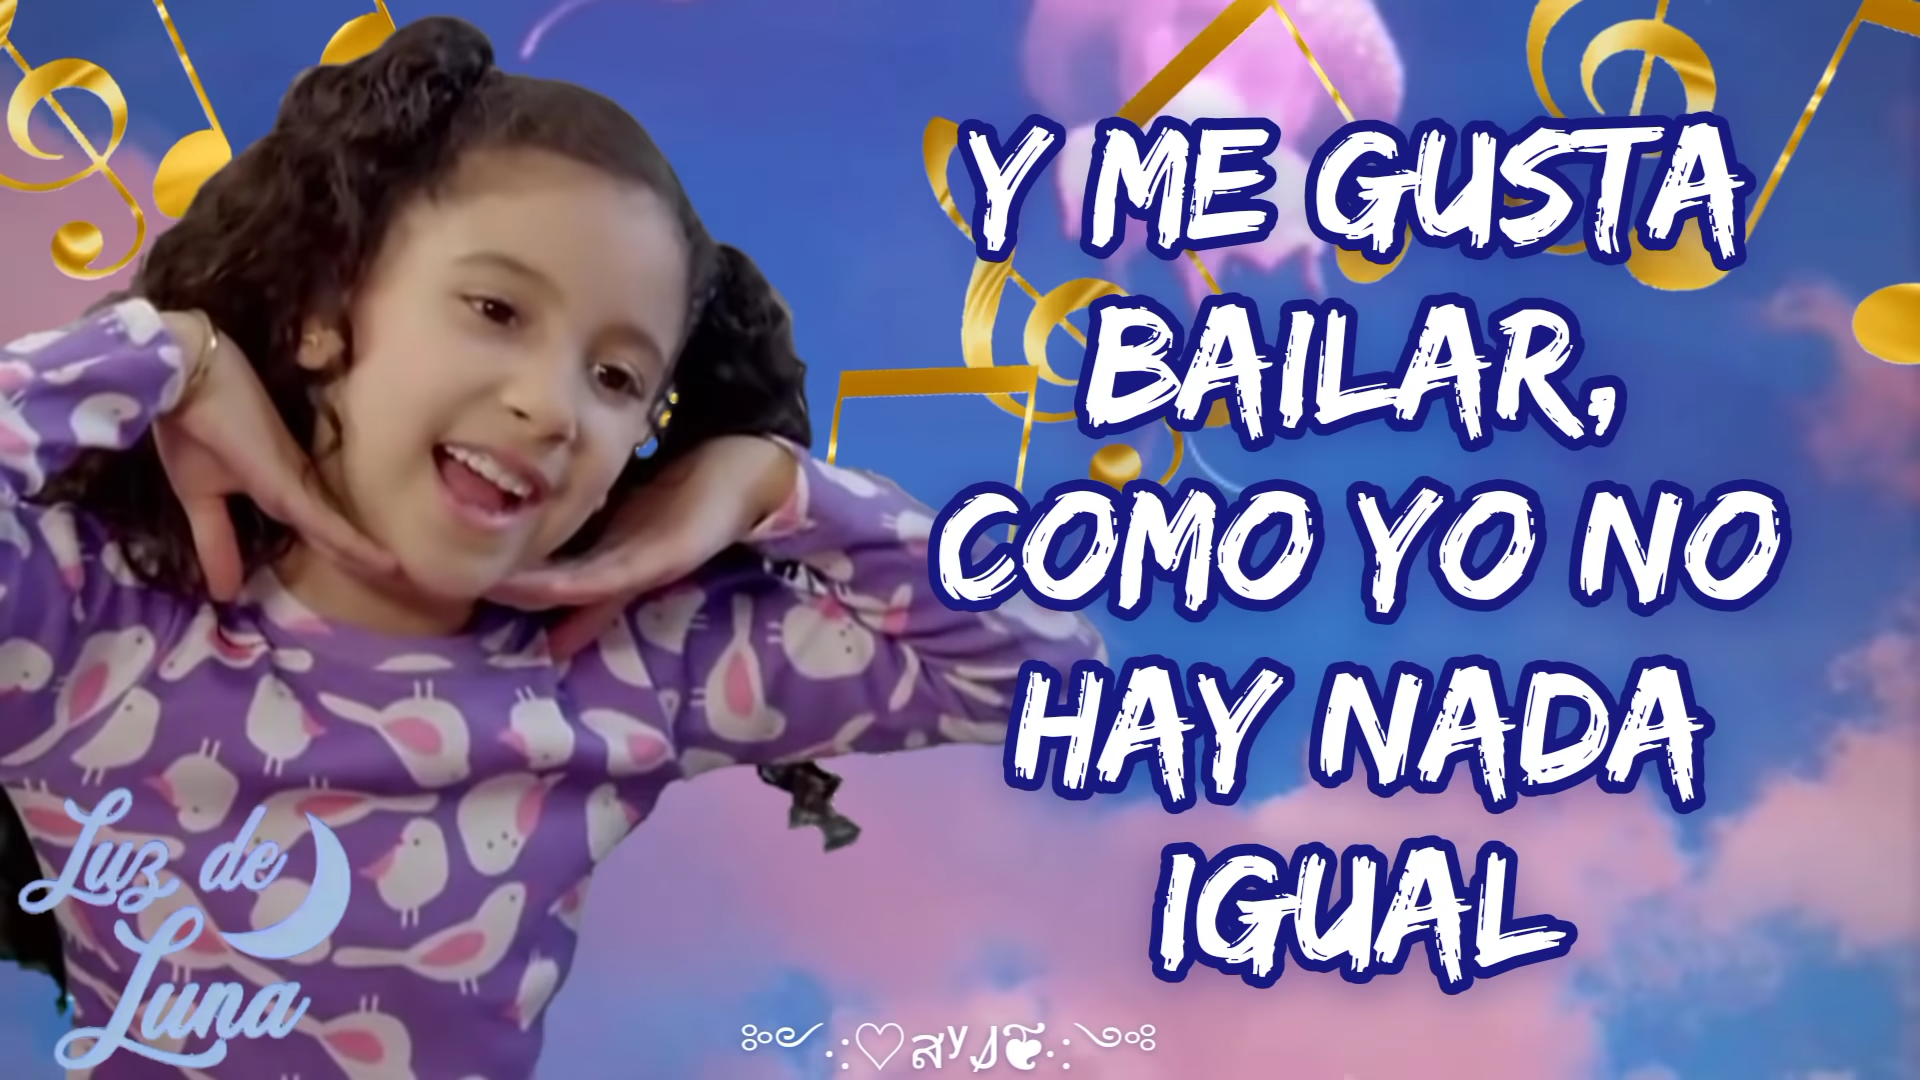 Y ME GUSTA
BAILAR,
COMO YO NO
HAY NADA
IGUAL
Luz de
Luna